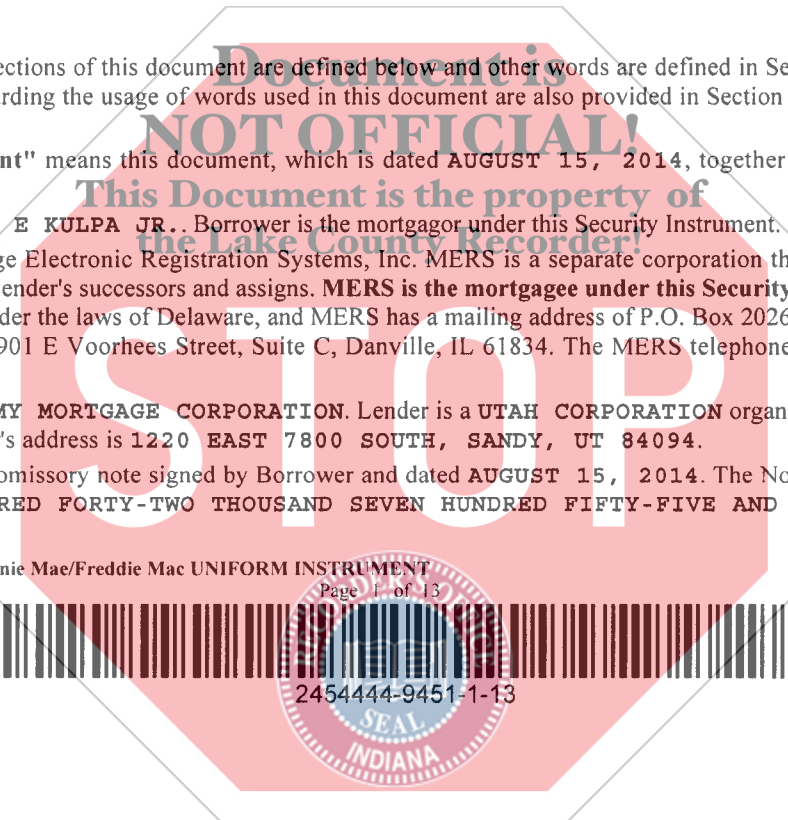 ections of this document are defined below and other words are defined in Se
Document is
rding the usage of words used in this document are also provided in Section
NOT OFFICIAL!
nt" means this document, which is dated AUGUST 15, 2014, together
This Document is the property of
E KULPA JR.. Borrower is the mortgagor under this Security Instrument.
the Lake County Recorder!
ge Electronic Registration Systems, Inc. MERS is a separate corporation th
ender's successors and assigns. MERS is the mortgagee under this Security
der the laws of Delaware, and MERS has a mailing address of P.O. Box 2026
901 E Voorhees Street, Suite C, Danville, IL 61834. The MERS telephone
STOP
MY MORTGAGE CORPORATION. Lender is a UTAH CORPORATION organ
's address is 1220 EAST 7800 SOUTH, SANDY, UT 84094.
omissory note signed by Borrower and dated AUGUST 15, 2014. The No
RED FORTY-TWO THOUSAND SEVEN HUNDRED FIFTY-FIVE AND
nie Mae/Freddie Mac UNIFORM INSTRUMENT
Page 1 of 13
RECORDER'S OFFICE
2454444-9451-1-13
SEAL
INDIANA